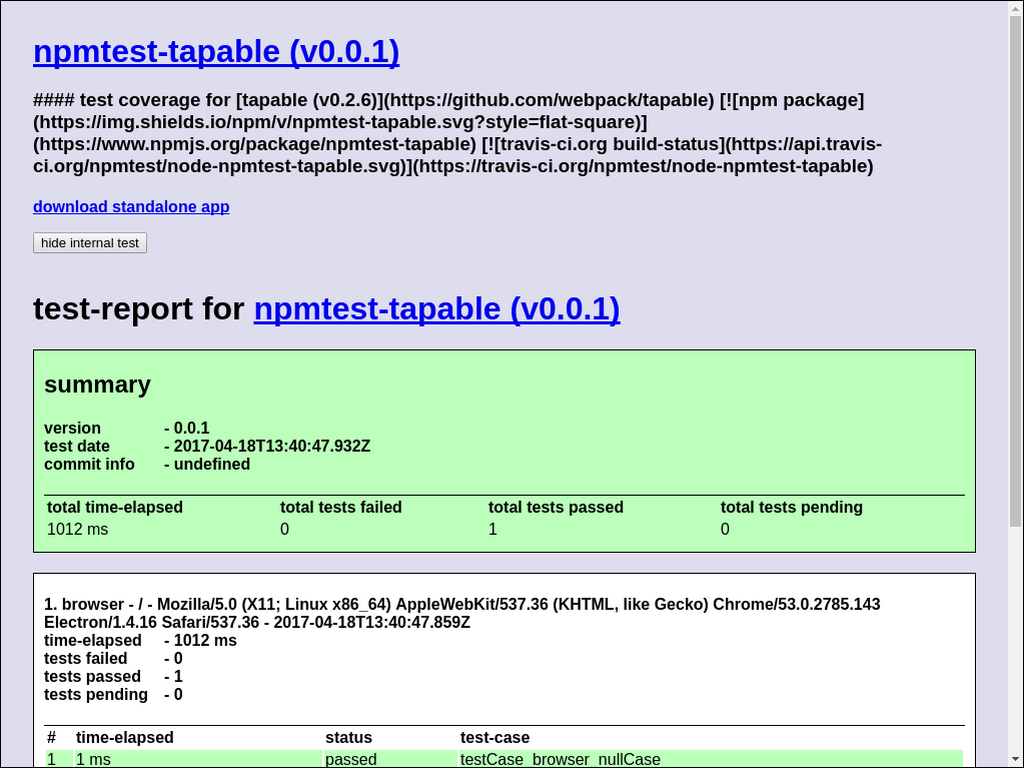 npmtest-tapable (v0.0.1)
#### test coverage for [tapable (v0.2.6)](https://github.com/webpack/tapable) [![npm package]
(https://img.shields.io/npm/v/npmtest-tapable.svg?style=flat-square)]
(https://www.npmjs.org/package/npmtest-tapable) [![travis-ci.org build-status](https://api.travis-
ci.org/npmtest/node-npmtest-tapable.svg)](https://travis-ci.org/npmtest/node-npmtest-tapable)
download standalone app
hide internal test
test-report for npmtest-tapable (v0.0.1)
summary
version - 0.0.1
test date - 2017-04-18T13:40:47.932Z
commit info - undefined
total time-elapsed total tests failed total tests passed total tests pending
1012 ms 0 1 0
1. browser - / - Mozilla/5.0 (X11; Linux x86_64) AppleWebKit/537.36 (KHTML, like Gecko) Chrome/53.0.2785.143
Electron/1.4.16 Safari/537.36 - 2017-04-18T13:40:47.859Z
time-elapsed - 1012 ms
tests failed - 0
tests passed - 1
tests pending - 0
# time-elapsed status test-case
1 1 ms passed testCase_browser_nullCase